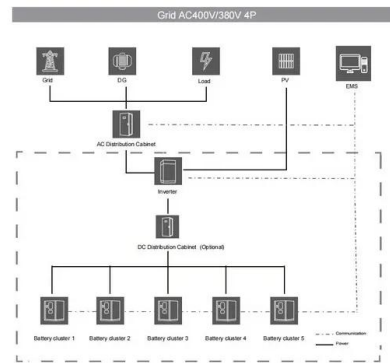 Grid AC400V/380V 4P
Grid DG Load PV EMS
AC Distribution Cabinet
Inverter
DC Distribution Cabinet (Optional)
Battery cluster 1 Battery cluster 2 Battery cluster 3 Battery cluster 4 Battery cluster 5
Communication
Power